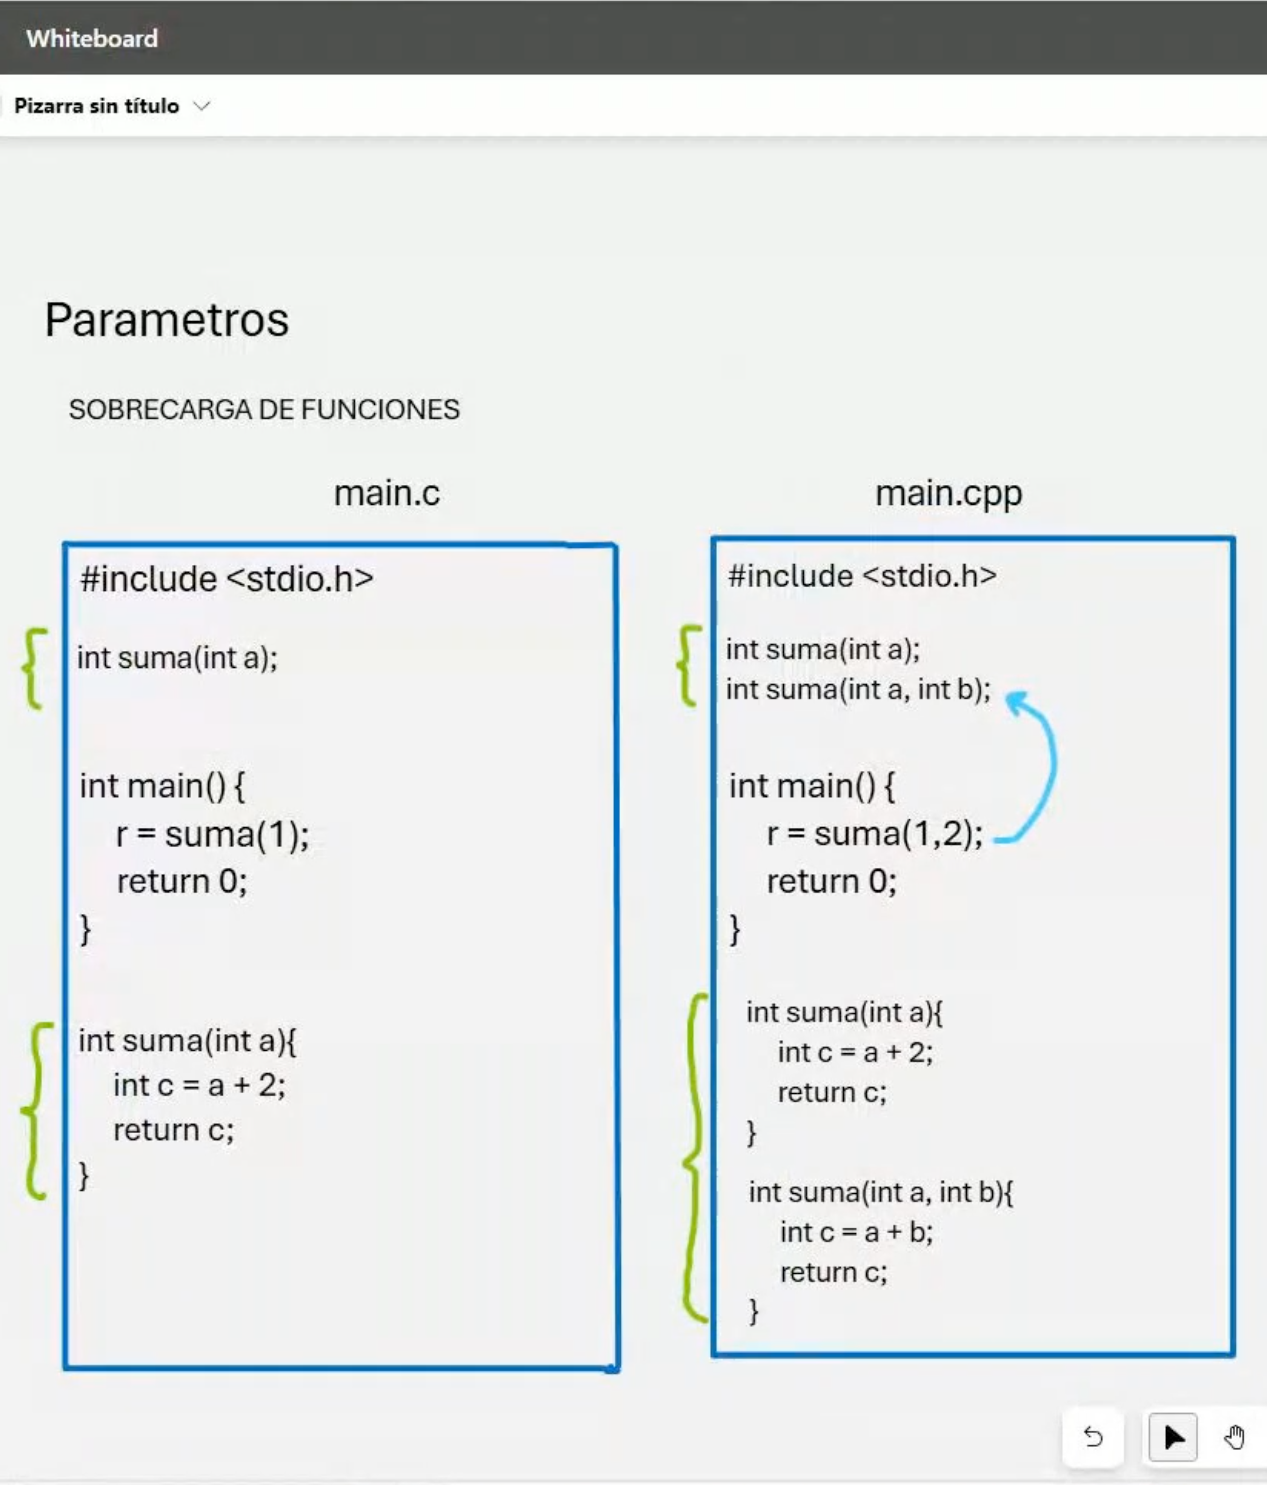 Whiteboard
Pizarra sin título
Parametros
SOBRECARGA DE FUNCIONES
main.c
#include <stdio.h>
int suma(int a);
int main() {
r = suma(1);
return 0;
}
int suma(int a){
int c = a + 2;
return c;
}
main.cpp
#include <stdio.h>
int suma(int a);
int suma(int a, int b);
int main() {
r = suma(1,2);
return 0;
}
int suma(int a){
int c = a + 2;
return c;
}
int suma(int a, int b){
int c = a + b;
return c;
}